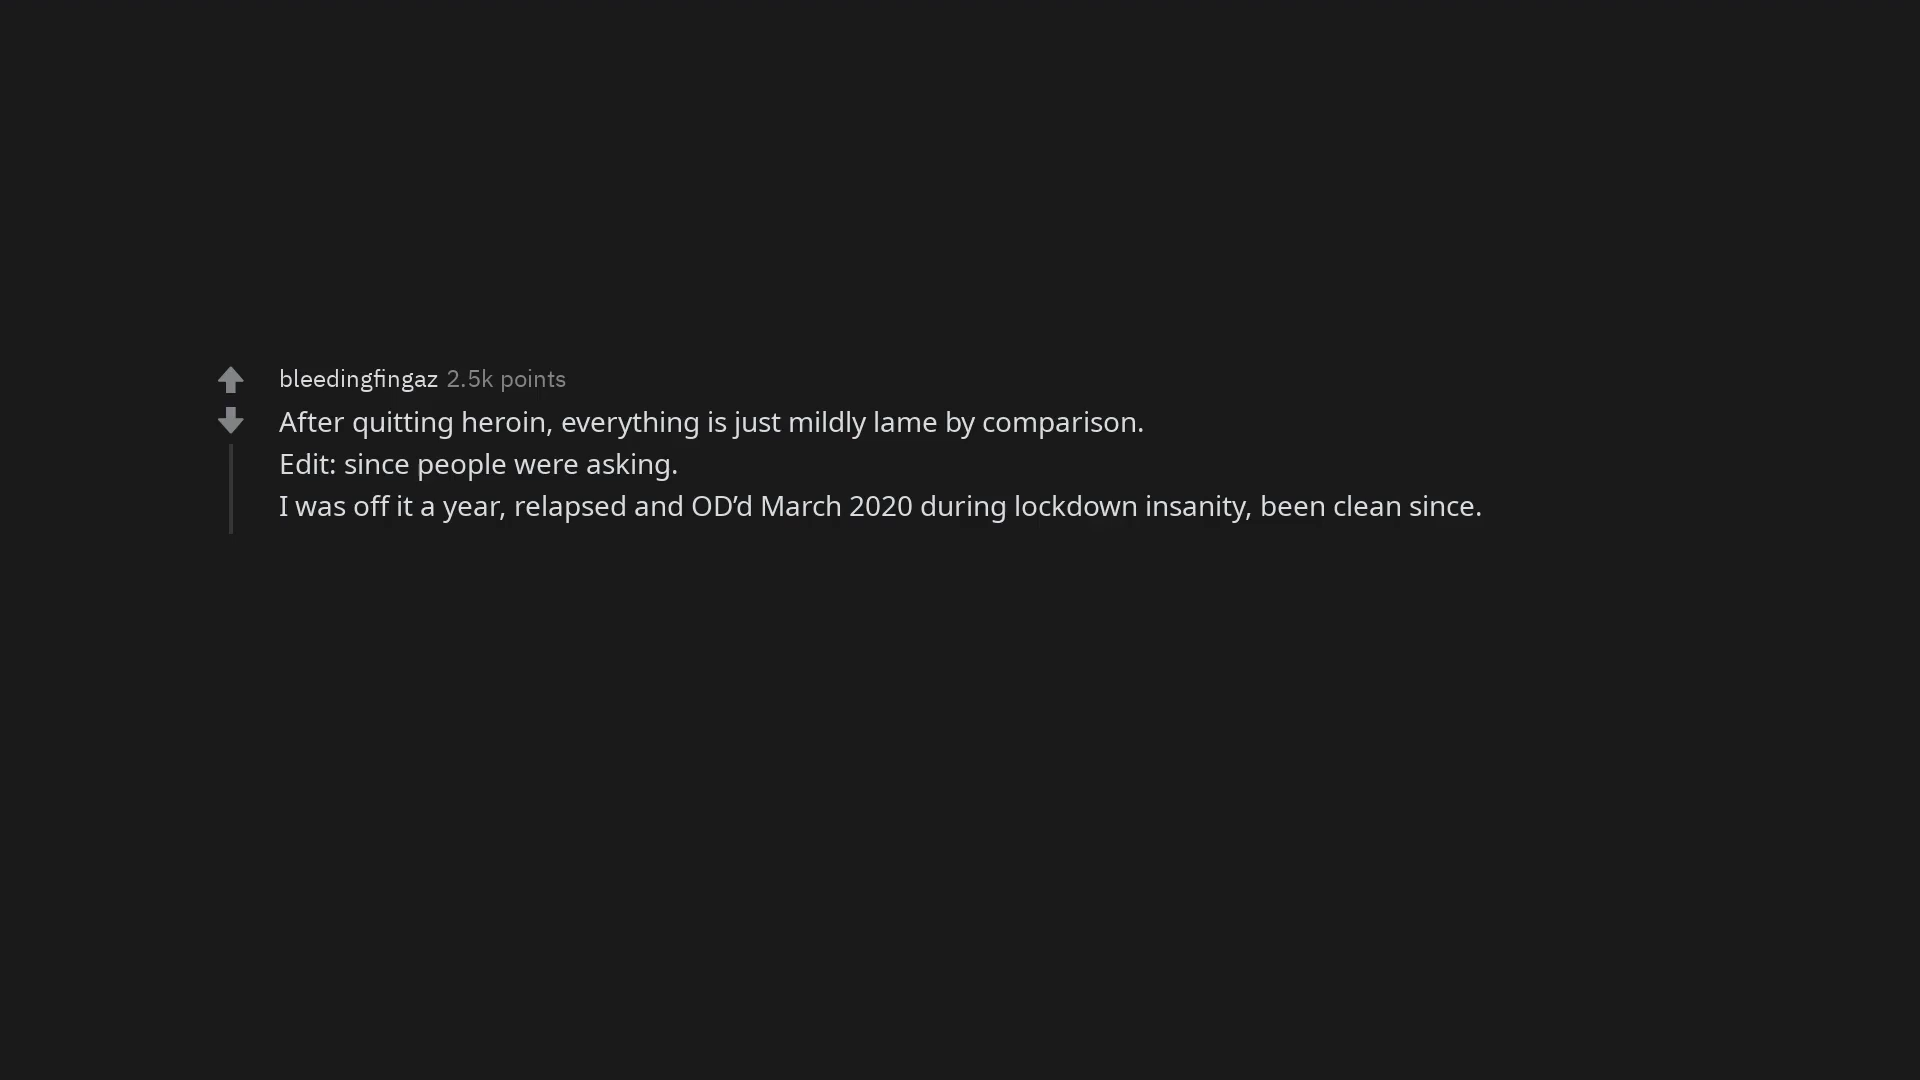 bleedingfingaz 2.5k points
After quitting heroin, everything is just mildly lame by comparison.
Edit: since people were asking.
I was off it a year, relapsed and OD’d March 2020 during lockdown insanity, been clean since.